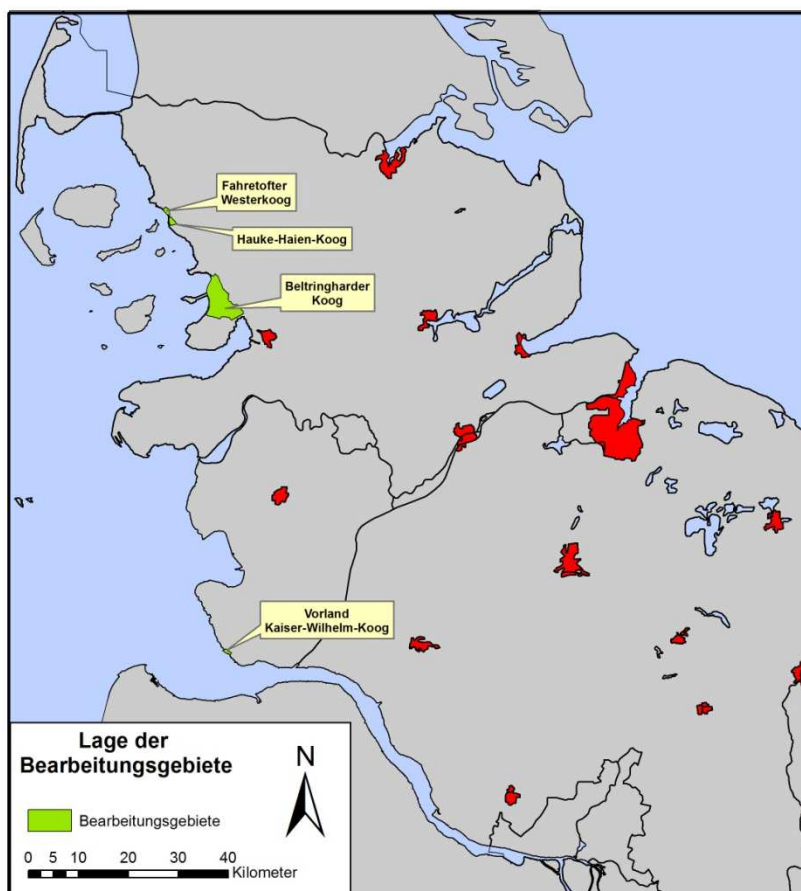 Fahretofter
Westerkoog
Hauke-Haien-Koog
Beltringharder
Koog
Vorland
Kaiser-Wilhelm-Koog
Lage der
Bearbeitungsgebiete
N
Bearbeitungsgebiete
0 5 10 20 30 40
Kilometer